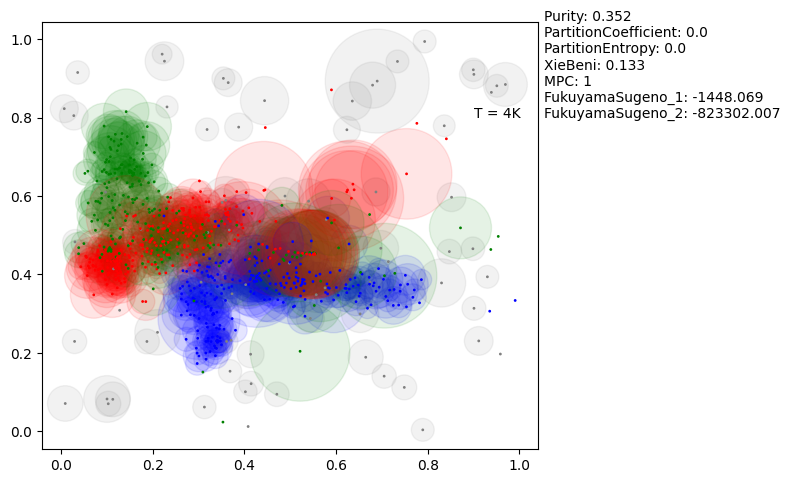 Purity: 0.352
PartitionCoefficient: 0.0
PartitionEntropy: 0.0
XieBeni: 0.133
MPC: 1
FukuyamaSugeno_1: -1448.069
FukuyamaSugeno_2: -823302.007
T = 4K
1.0
0.8
0.6
0.4
0.2
0.0
0.0 0.2 0.4 0.6 0.8 1.0